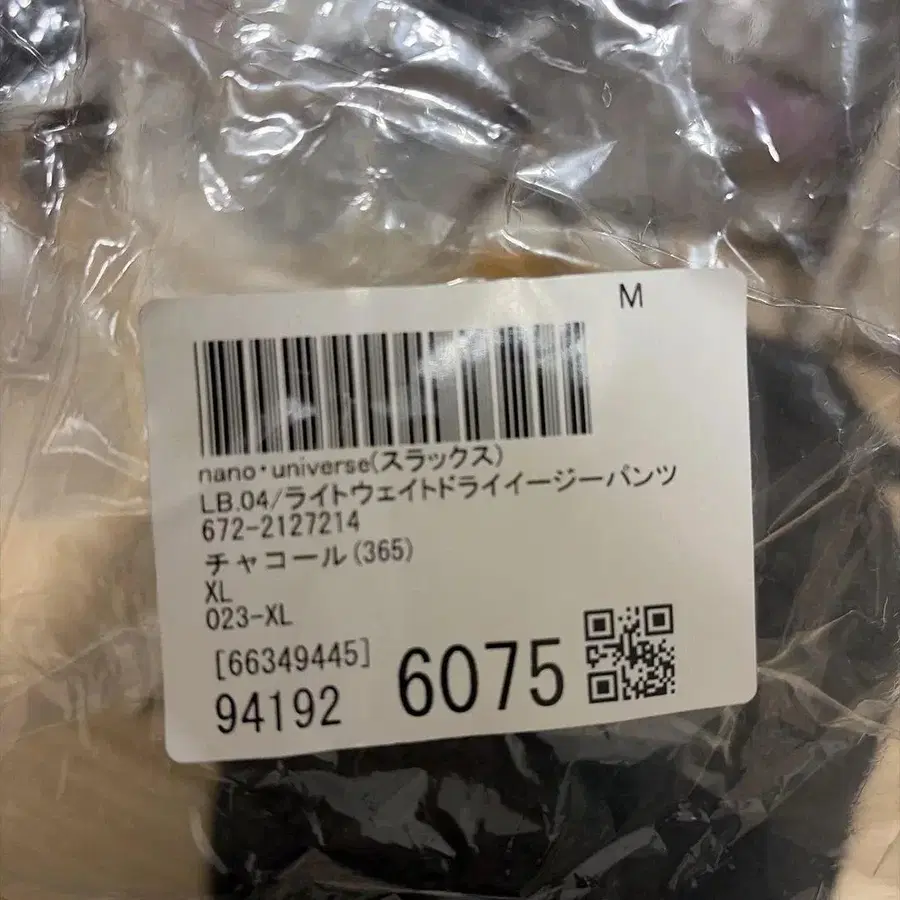 M
nano・universe(スラックス)
LB.04/ライトウェイトドライイージーパンツ
672-2127214
チャコール(365)
XL
023-XL
[66349445]
94192 6075